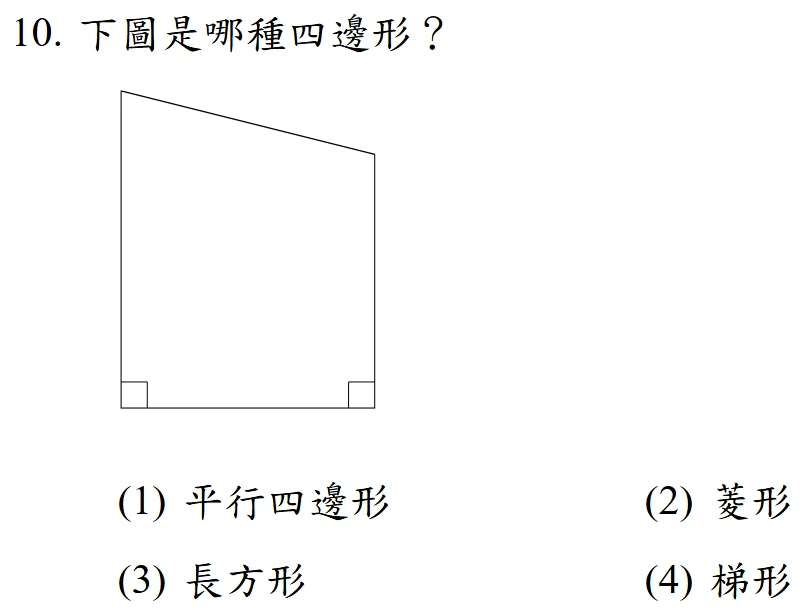 10. 下圖是哪種四邊形？
(1) 平行四邊形 (2) 菱形
(3) 長方形 (4) 梯形